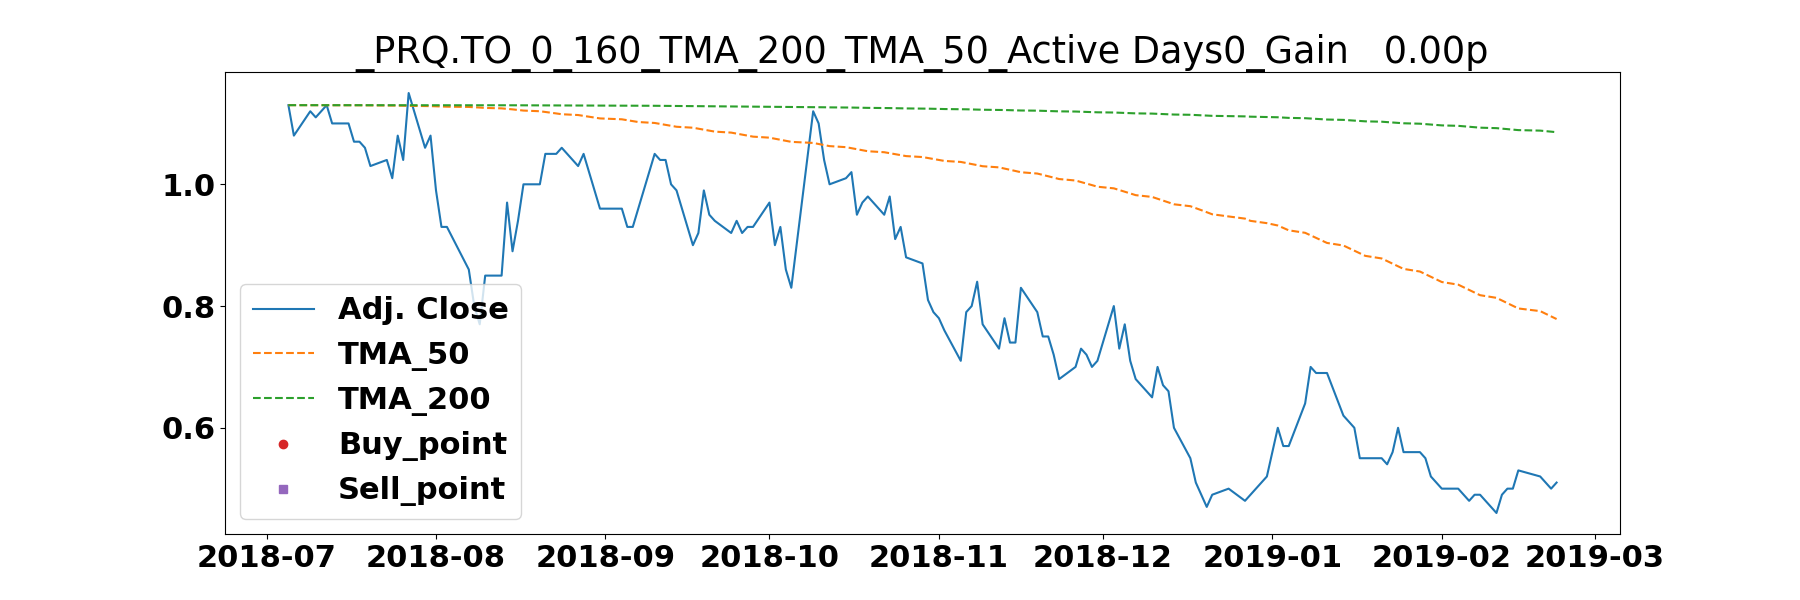 _PRQ.TO_0_160_TMA_200_TMA_50_Active Days0_Gain   0.00p
1.0
0.8
0.6
Adj. Close
TMA_50
TMA_200
Buy_point
Sell_point
2018-07 2018-08 2018-09 2018-10 2018-11 2018-12 2019-01 2019-02 2019-03